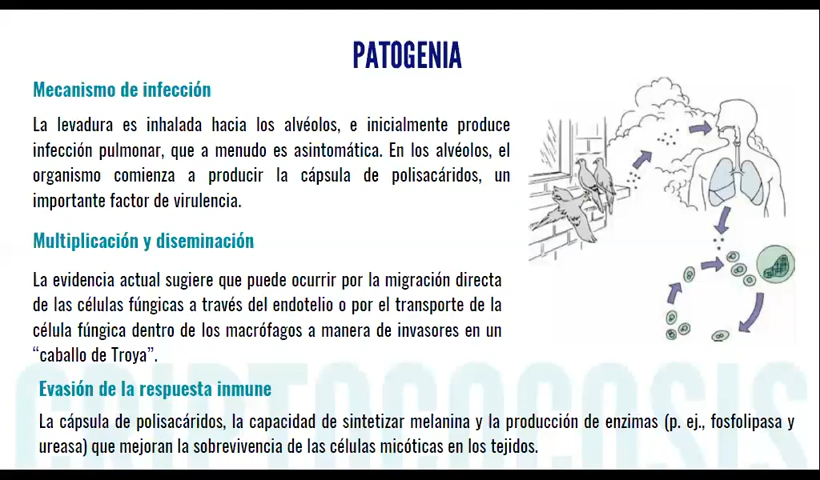 PATOGENIA
Mecanismo de infección
La levadura es inhalada hacia los alvéolos, e inicialmente produce
infección pulmonar, que a menudo es asintomática. En los alvéolos, el
organismo comienza a producir la cápsula de polisacáridos, un
importante factor de virulencia.
Multiplicación y diseminación
La evidencia actual sugiere que puede ocurrir por la migración directa
de las células fúngicas a través del endotelio o por el transporte de la
célula fúngica dentro de los macrófagos a manera de invasores en un
“caballo de Troya”.
Evasión de la respuesta inmune
La cápsula de polisacáridos, la capacidad de sintetizar melanina y la producción de enzimas (p. ej., fosfolipasa y
ureasa) que mejoran la sobrevivencia de las células micóticas en los tejidos.
CRIPTOCOCOSIS